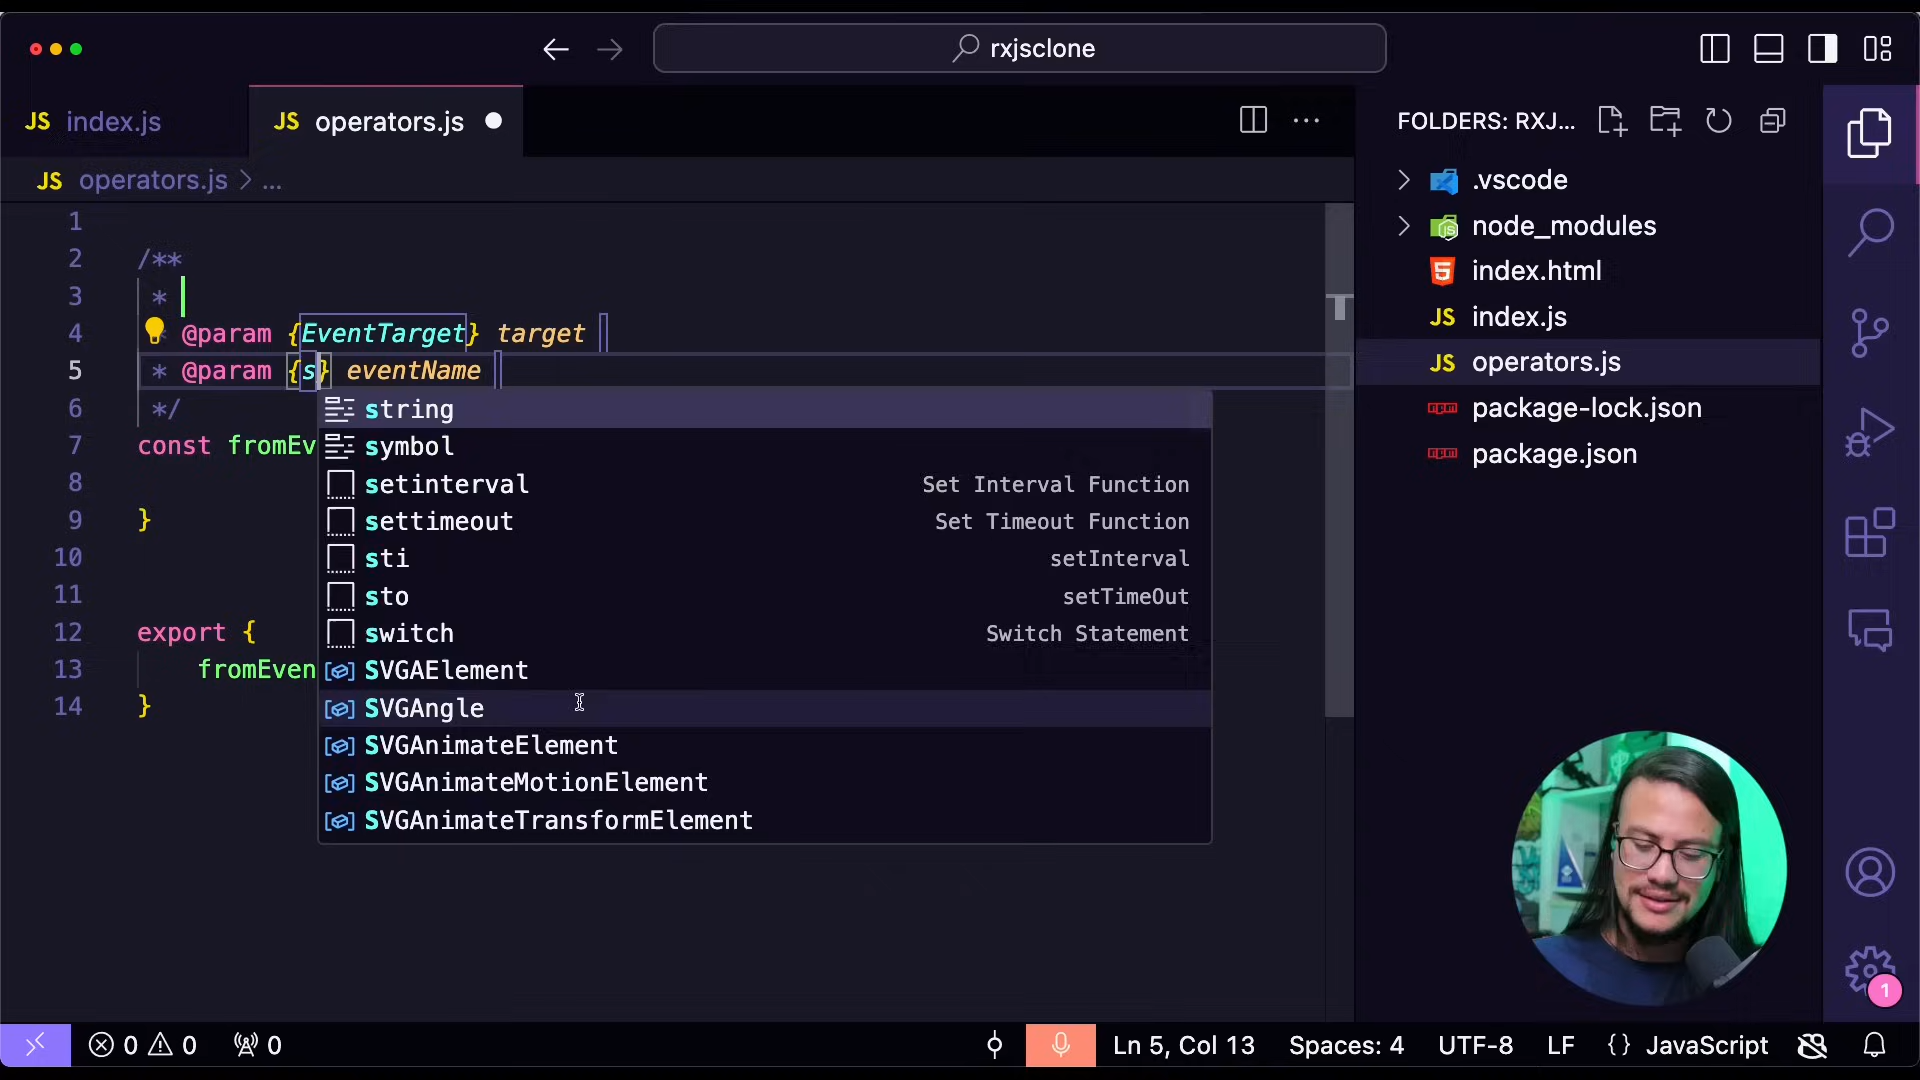 rxjsclone
JS index.js
JS operators.js
FOLDERS: RXJ...
JS operators.js > ...
1
2 /**
3 *
4 @param {EventTarget} target
5 * @param {s} eventName
6 */
7 const fromEv
8
9 }
10
11
12 export {
13 fromEven
14 }
string
symbol
setinterval Set Interval Function
settimeout Set Timeout Function
sti setInterval
sto setTimeOut
switch Switch Statement
SVGAElement
SVGAngle
SVGAnimateElement
SVGAnimateMotionElement
SVGAnimateTransformElement
.vscode
node_modules
index.html
JS index.js
JS operators.js
package-lock.json
package.json
1
0 0 0
Ln 5, Col 13 Spaces: 4 UTF-8 LF {} JavaScript